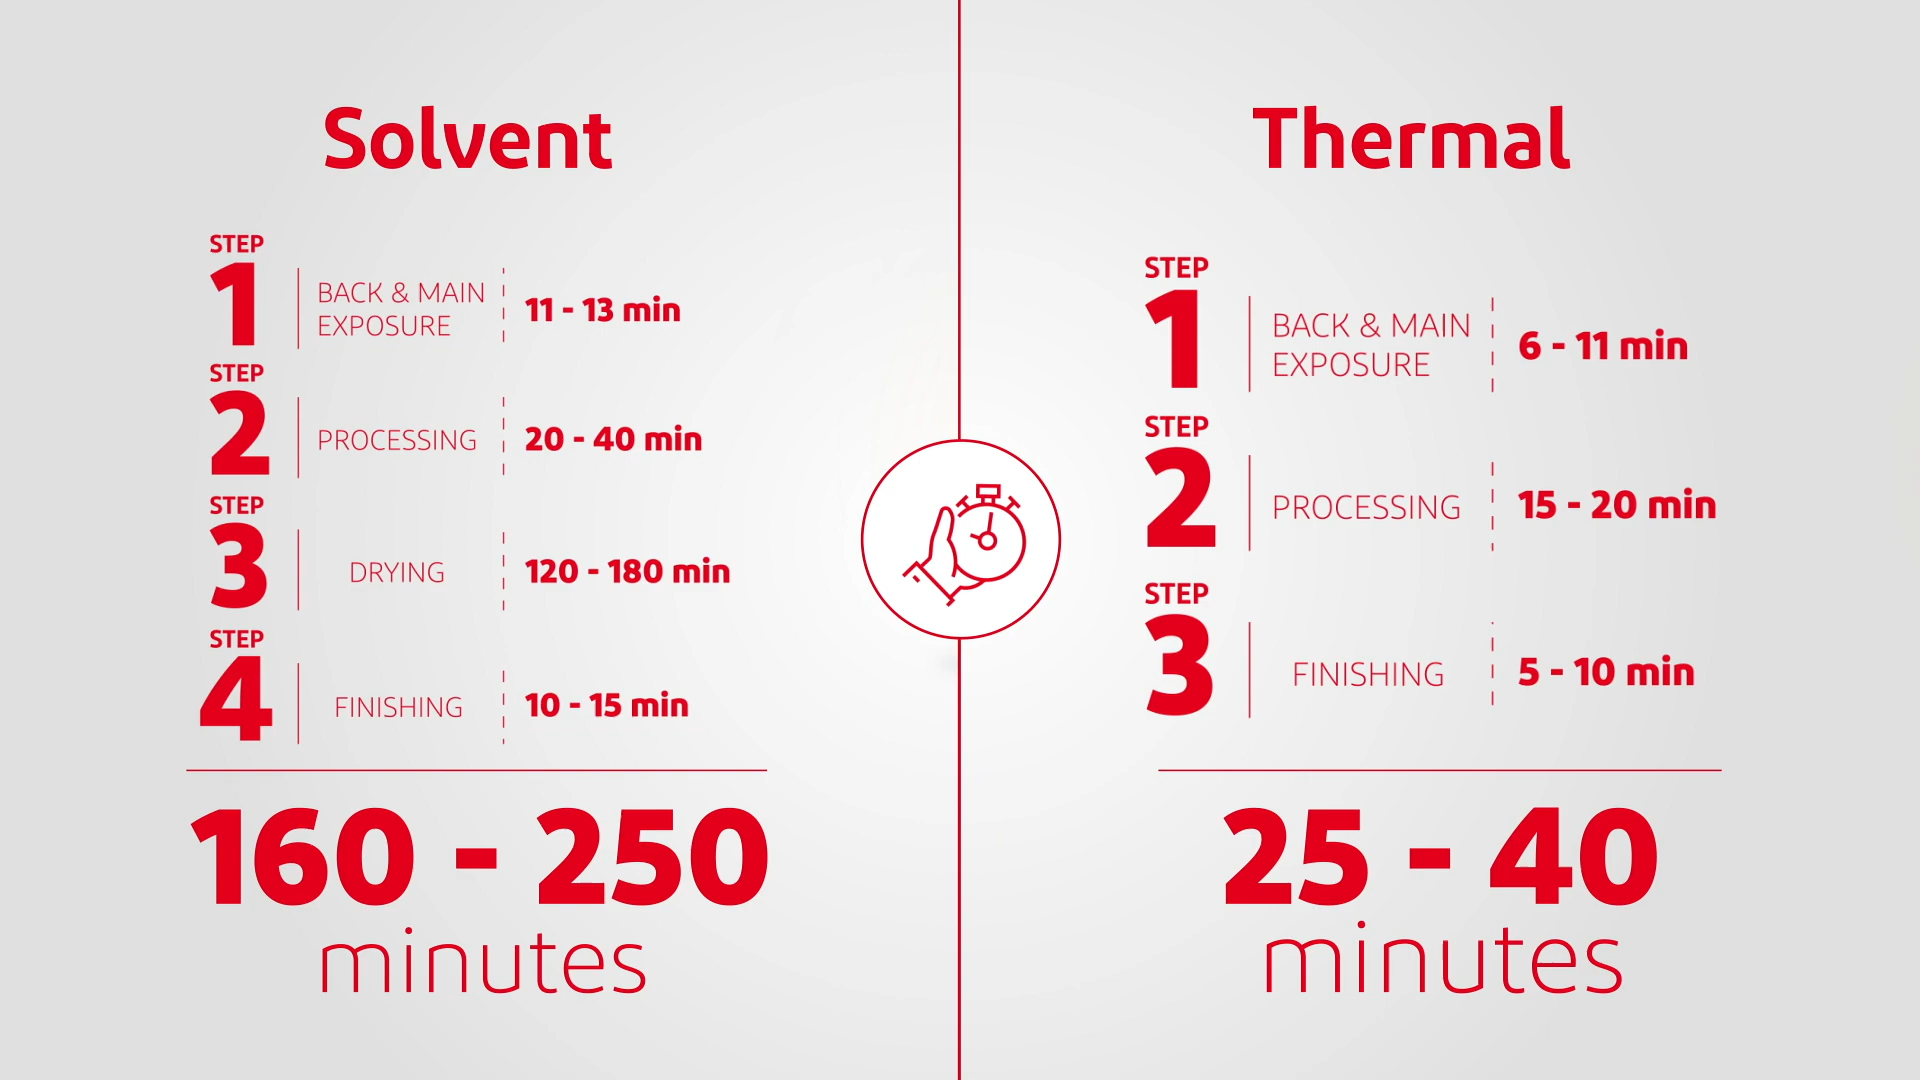 Solvent
STEP
1
BACK & MAIN
EXPOSURE
11 - 13 min
STEP
2
PROCESSING
20 - 40 min
STEP
3
DRYING
120 - 180 min
STEP
4
FINISHING
10 - 15 min
160 - 250
minutes
Thermal
STEP
1
BACK & MAIN
EXPOSURE
6 - 11 min
STEP
2
PROCESSING
15 - 20 min
STEP
3
FINISHING
5 - 10 min
25 - 40
minutes